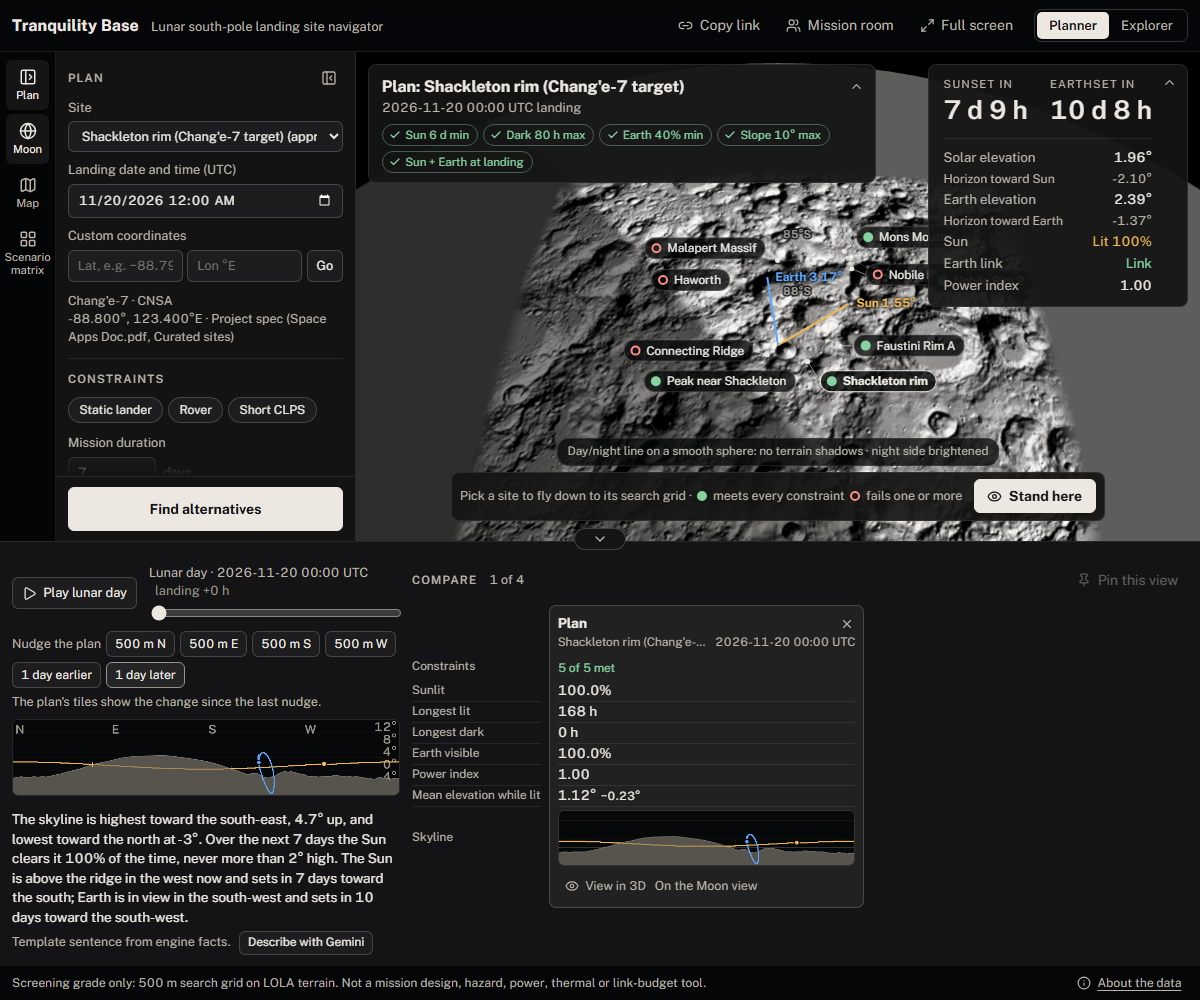 Tranquility Base Lunar south-pole landing site navigator
Copy link
Mission room
Full screen
Planner
Explorer
Plan
Moon
Map
Scenario
matrix
PLAN
Site
Shackleton rim (Chang'e-7 target) (appr
Landing date and time (UTC)
11/20/2026 12:00 AM
Custom coordinates
Lat, e.g. −88.79
Lon °E
Go
Chang'e-7 · CNSA
-88.800°, 123.400°E · Project spec (Space
Apps Doc.pdf, Curated sites)
CONSTRAINTS
Static lander
Rover
Short CLPS
Mission duration
7 days
Find alternatives
Plan: Shackleton rim (Chang'e-7 target)
2026-11-20 00:00 UTC landing
Sun 6 d min
Dark 80 h max
Earth 40% min
Slope 10° max
Sun + Earth at landing
SUNSET IN
7 d 9 h
EARTHSET IN
10 d 8 h
Solar elevation 1.96°
Horizon toward Sun -2.10°
Earth elevation 2.39°
Horizon toward Earth -1.37°
Sun Lit 100%
Earth link Link
Power index 1.00
85°S
Malapert Massif
Mons Mou
Haworth
Earth 3.17°
Nobile
88°S
Sun 1.55°
Connecting Ridge
Faustini Rim A
Peak near Shackleton
Shackleton rim
Day/night line on a smooth sphere: no terrain shadows · night side brightened
Pick a site to fly down to its search grid · meets every constraint fails one or more
Stand here
Play lunar day
Lunar day · 2026-11-20 00:00 UTC
landing +0 h
Nudge the plan
500 m N
500 m E
500 m S
500 m W
1 day earlier
1 day later
The plan's tiles show the change since the last nudge.
N E S W
12°
8°
4°
0°
4°
The skyline is highest toward the south-east, 4.7° up, and
lowest toward the north at -3°. Over the next 7 days the Sun
clears it 100% of the time, never more than 2° high. The Sun
is above the ridge in the west now and sets in 7 days toward
the south; Earth is in view in the south-west and sets in 10
days toward the south-west.
Template sentence from engine facts.
Describe with Gemini
COMPARE 1 of 4
Pin this view
Plan
Shackleton rim (Chang'e-... 2026-11-20 00:00 UTC
Constraints 5 of 5 met
Sunlit 100.0%
Longest lit 168 h
Longest dark 0 h
Earth visible 100.0%
Power index 1.00
Mean elevation while lit 1.12° −0.23°
Skyline
View in 3D
On the Moon view
Screening grade only: 500 m search grid on LOLA terrain. Not a mission design, hazard, power, thermal or link-budget tool.
About the data